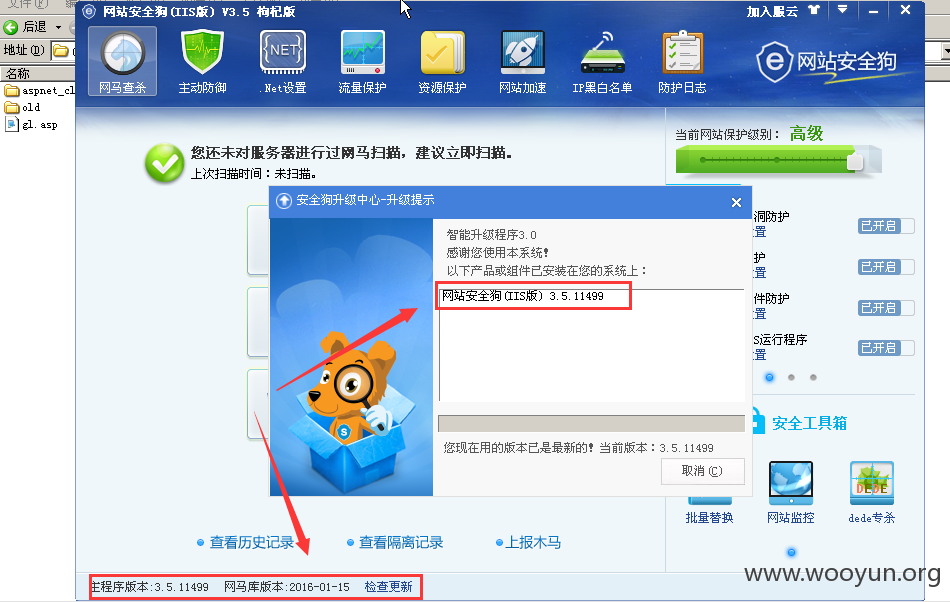 文件(F)
网站安全狗(IIS版) V3.5 枸杞版
加入服云
后退
地址(D)
名称
aspnet_cl
old
gl.asp
网马查杀
主动防御
.NET
.Net设置
流量保护
资源保护
网站加速
IP黑白名单
防护日志
网站安全狗
您还未对服务器进行过网马扫描，建议立即扫描。
上次扫描时间：未扫描。
当前网站保护级别： 高级
安全狗升级中心-升级提示
智能升级程序3.0
感谢您使用本系统!
以下产品或组件已安装在您的系统上：
网站安全狗(IIS版) 3.5.11499
您现在用的版本已是最新的! 当前版本：3.5.11499
取消(C)
洞防护
置
已开启
护
置
已开启
件防护
置
已开启
S运行程序
置
已开启
安全工具箱
批量替换
网站监控
DEDE
dede专杀
查看历史记录
查看隔离记录
上报木马
主程序版本:3.5.11499 网马库版本:2016-01-15 检查更新
www.wooyun.org